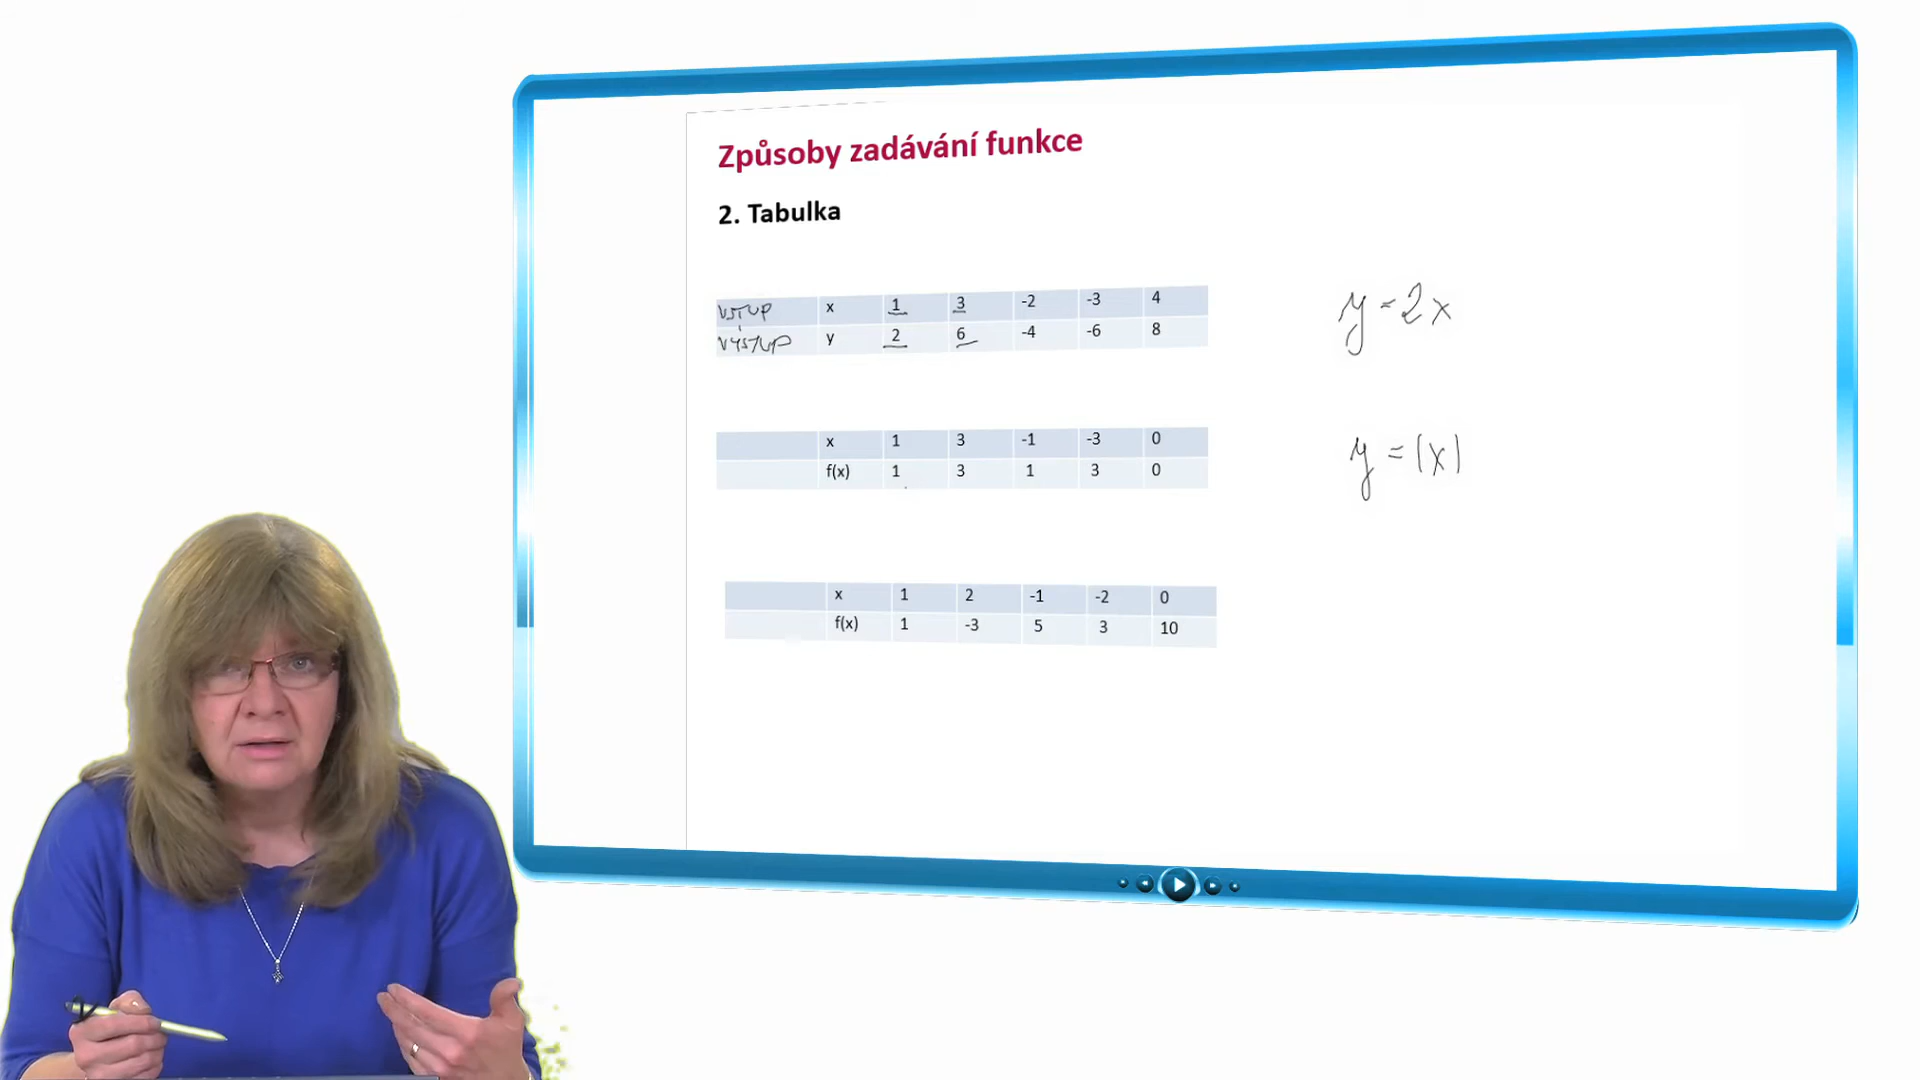 Způsoby zadávání funkce
2. Tabulka
VSTUP x 1 3 -2 -3 4
VÝSTUP y 2 6 -4 -6 8
y = 2x
x 1 3 -1 -3 0
f(x) 1 3 1 3 0
y = |x|
x 1 2 -1 -2 0
f(x) 1 -3 5 3 10